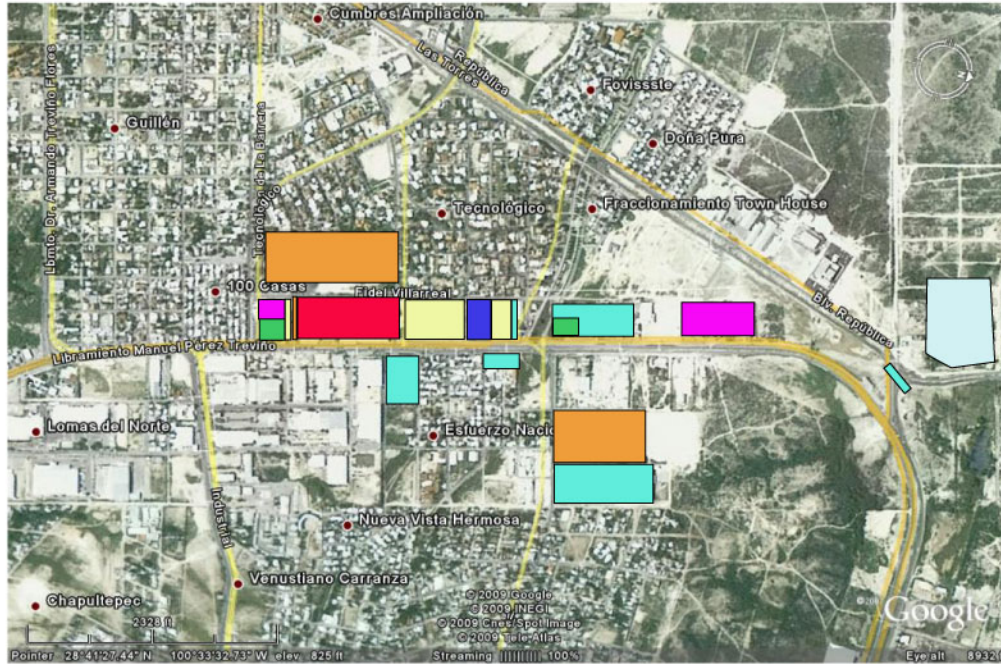 Cumbres Ampliación
República
Las Torres
Lbmto. Dr. Armando Treviño Flores
Tecnológico de La Barrera
Fovissste
Guillén
Doña Pura
Tecnológico
Fraccionamiento Town House
100 Casas
Fidel Villarreal
Blv. República
Libramiento Manuel Pérez Treviño
Lomas del Norte
Esfuerzo Nacio
Industrial
Nueva Vista Hermosa
Venustiano Carranza
Chapultepec
2328 ft
© 2009 Google
© 2009 INEGI
© 2009 Cnes/Spot Image
© 2009 Tele Atlas
Google
Pointer 28°41'27.44" N 100°33'32.73" W elev 825 ft
Streaming ||||||||| 100%
Eye alt 8932